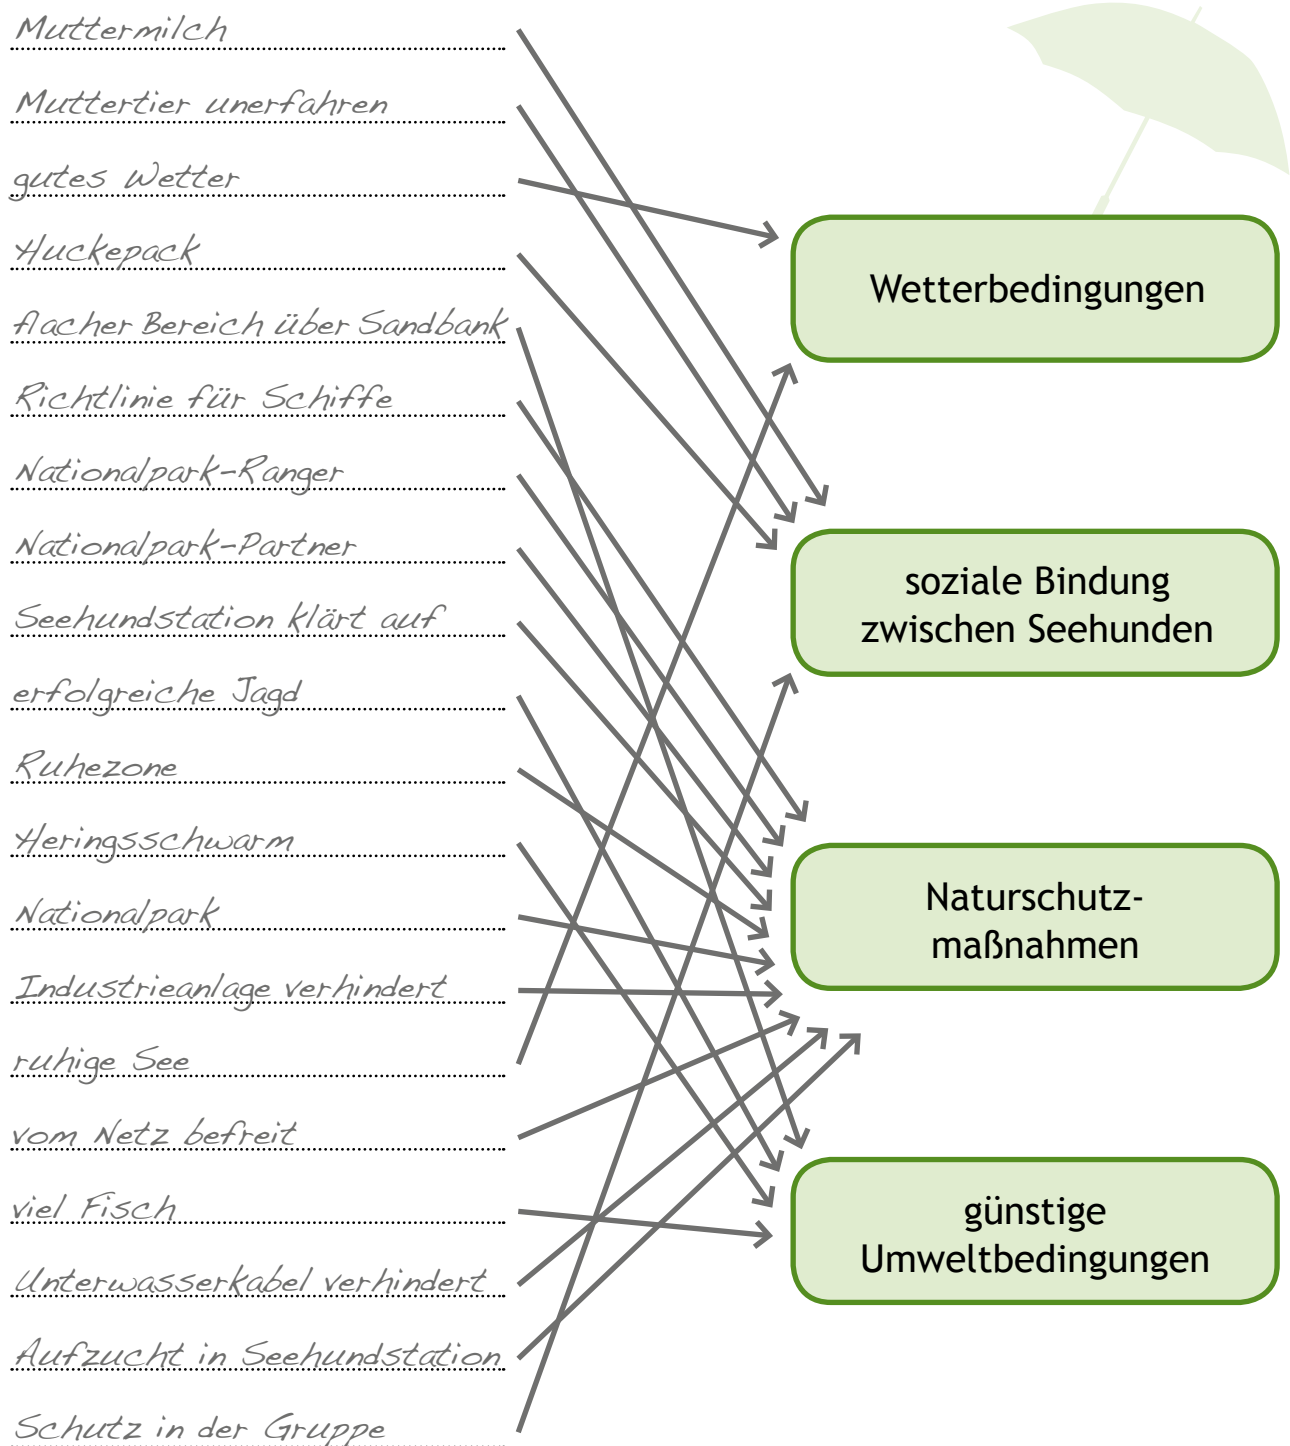 Muttermilch
Muttertier unerfahren
gutes Wetter
Huckepack
flacher Bereich über Sandbank
Richtlinie für Schiffe
Nationalpark-Ranger
Nationalpark-Partner
Seehundstation klärt auf
erfolgreiche Jagd
Ruhezone
Heringsschwarm
Nationalpark
Industrieanlage verhindert
ruhige See
vom Netz befreit
viel Fisch
Unterwasserkabel verhindert
Aufzucht in Seehundstation
Schutz in der Gruppe
Wetterbedingungen
soziale Bindung
zwischen Seehunden
Naturschutz-
maßnahmen
günstige
Umweltbedingungen